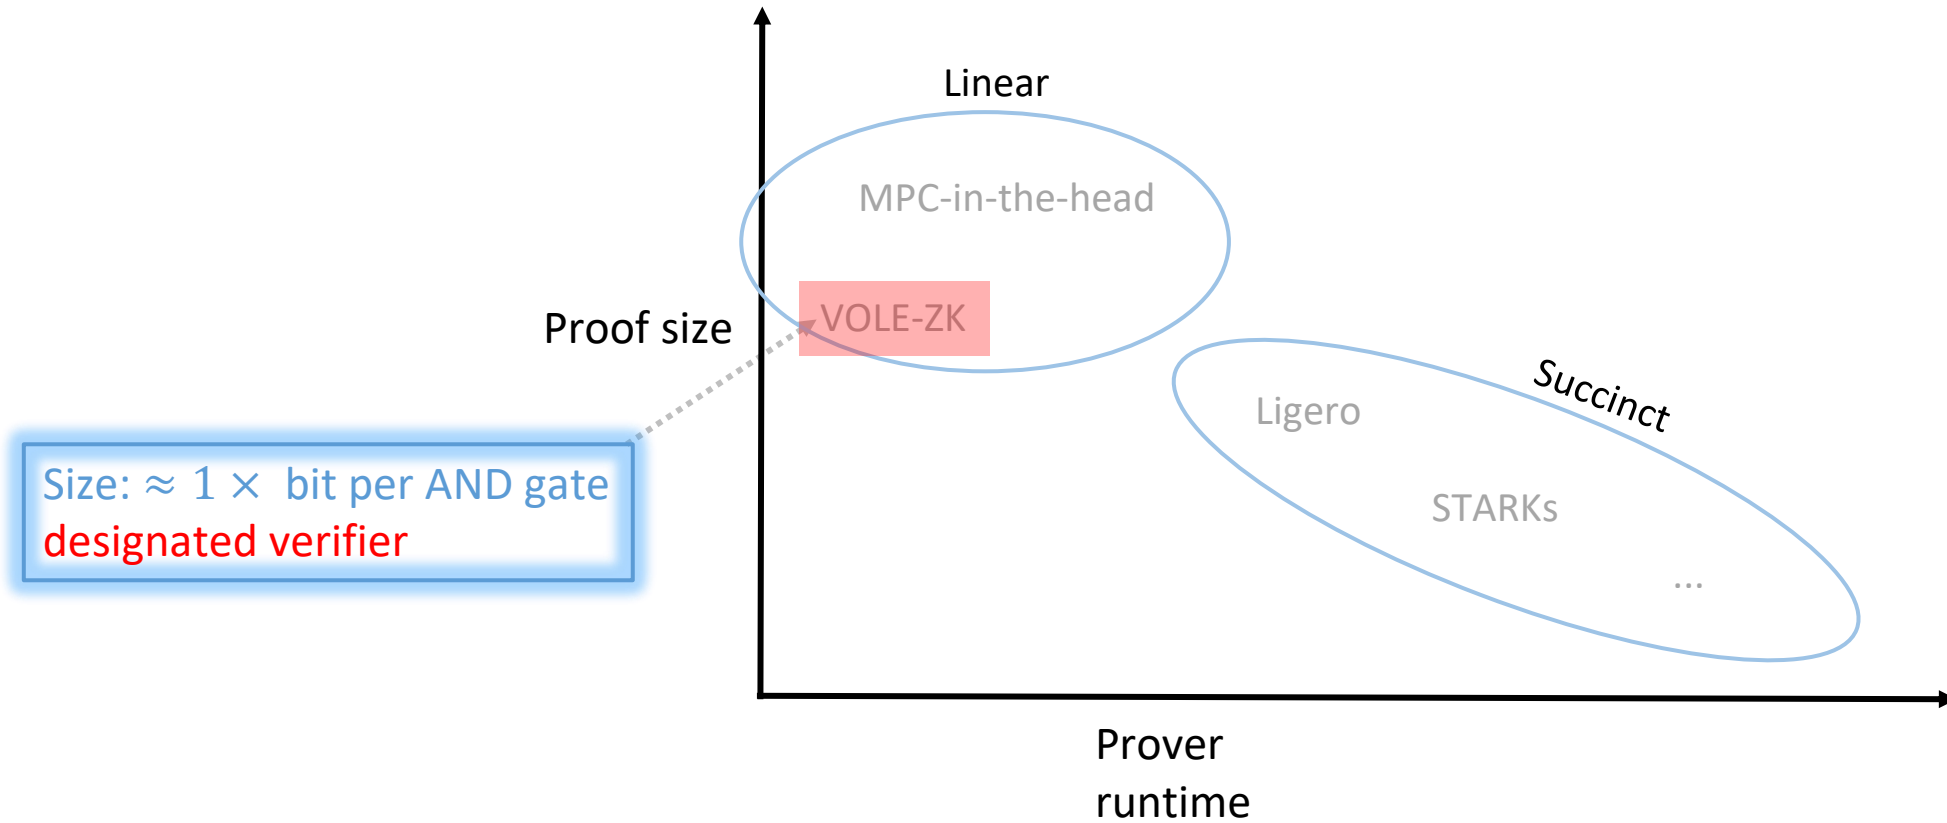 Linear
MPC-in-the-head
VOLE-ZK
Proof size
Succinct
Ligero
Size: ≈ 1 × bit per AND gate
designated verifier
STARKs
...
Prover
runtime